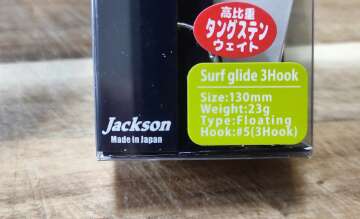 高比重
タングステン
ウェイト
Surf glide 3Hook
Size:130mm
Weight:23g
Type:Floating
Hook:#5(3Hook)
Jackson
Made in Japan